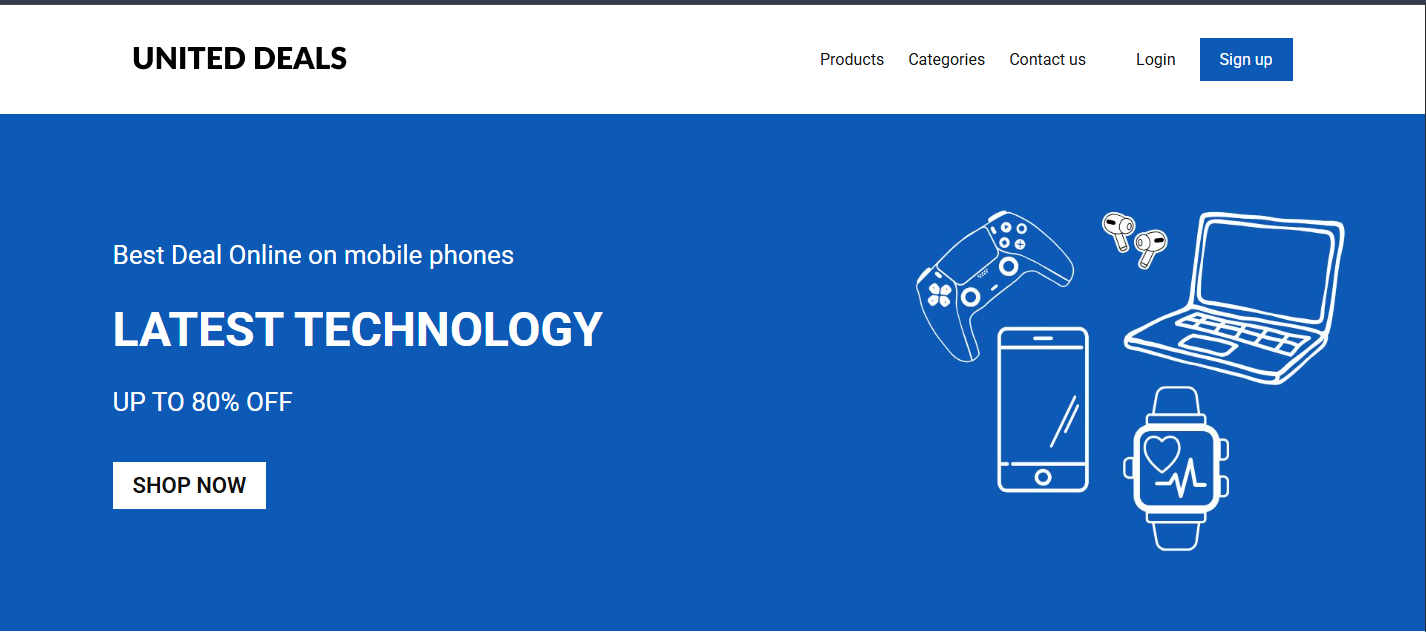 UNITED DEALS
Products Categories Contact us Login Sign up
Best Deal Online on mobile phones
LATEST TECHNOLOGY
UP TO 80% OFF
SHOP NOW